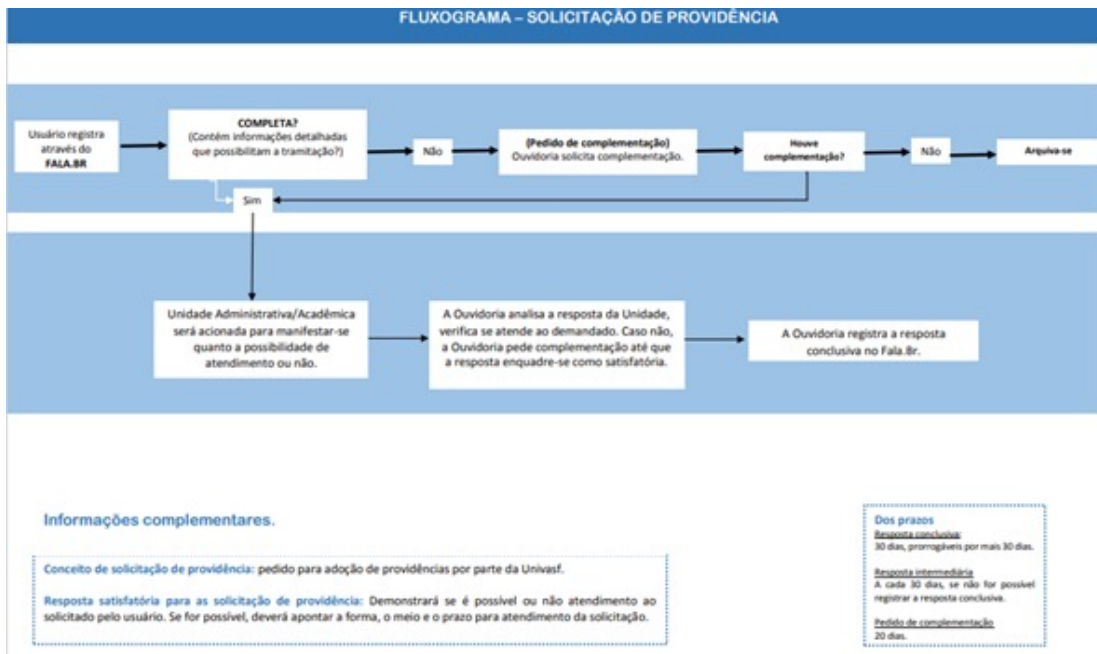 FLUXOGRAMA – SOLICITAÇÃO DE PROVIDÊNCIA
Usuário registra
através do
FALA.BR
COMPLETA?
(Contém informações detalhadas
que possibilitam a tramitação?)
Não
(Pedido de complementação)
Ouvidoria solicita complementação.
Houve
complementação?
Não
Arquiva-se
Sim
Unidade Administrativa/Acadêmica
será acionada para manifestar-se
quanto a possibilidade de
atendimento ou não.
A Ouvidoria analisa a resposta da Unidade,
verifica se atende ao demandado. Caso não,
a Ouvidoria pede complementação até que
a resposta enquadre-se como satisfatória.
A Ouvidoria registra a resposta
conclusiva no Fala.Br.
Informações complementares.
Conceito de solicitação de providência: pedido para adoção de providências por parte da Univasf.
Resposta satisfatória para as solicitação de providência: Demonstrará se é possível ou não atendimento ao
solicitado pelo usuário. Se for possível, deverá apontar a forma, o meio e o prazo para atendimento da solicitação.
Dos prazos
Resposta conclusiva:
30 dias, prorrogáveis por mais 30 dias.
Resposta intermediária
A cada 30 dias, se não for possível
registrar a resposta conclusiva.
Pedido de complementação
20 dias.